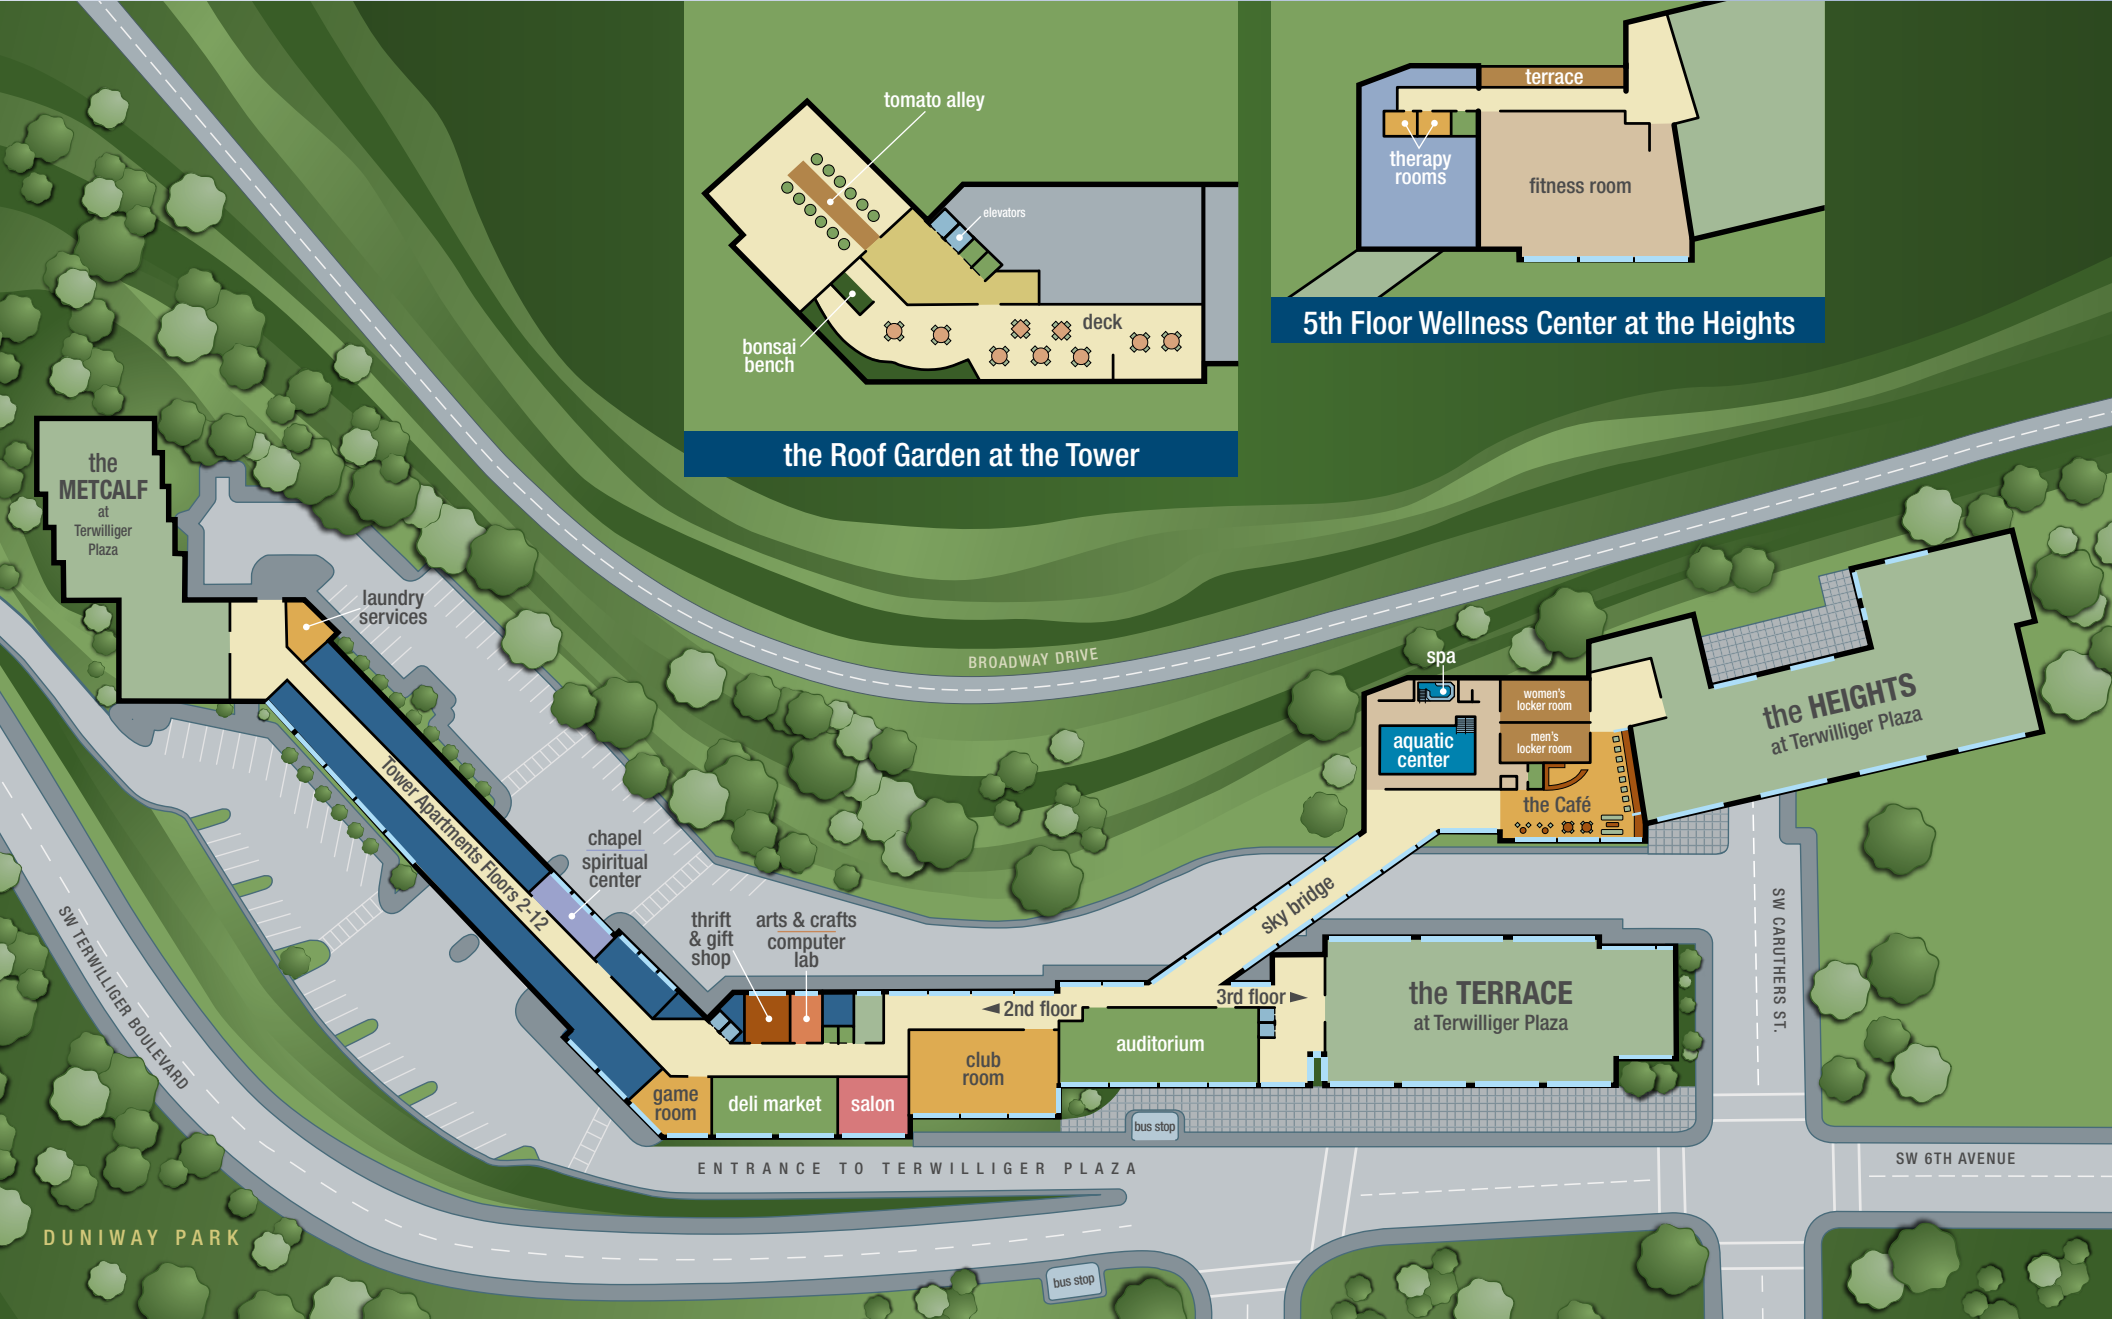 tomato alley
elevators
deck
bonsai
bench
the Roof Garden at the Tower
terrace
therapy
rooms
fitness room
5th Floor Wellness Center at the Heights
the
METCALF
at
Terwilliger
Plaza
laundry
services
BROADWAY DRIVE
spa
women's
locker room
men's
locker room
aquatic
center
the Café
the HEIGHTS
at Terwilliger Plaza
Tower Apartments Floors 2-12
chapel
spiritual
center
thrift
& gift
shop
arts & crafts
computer
lab
sky bridge
2nd floor
3rd floor
the TERRACE
at Terwilliger Plaza
auditorium
club
room
game
room
deli market
salon
bus stop
SW CARUTHERS ST.
SW TERWILLIGER BOULEVARD
ENTRANCE TO TERWILLIGER PLAZA
SW 6TH AVENUE
DUNIWAY PARK
bus stop